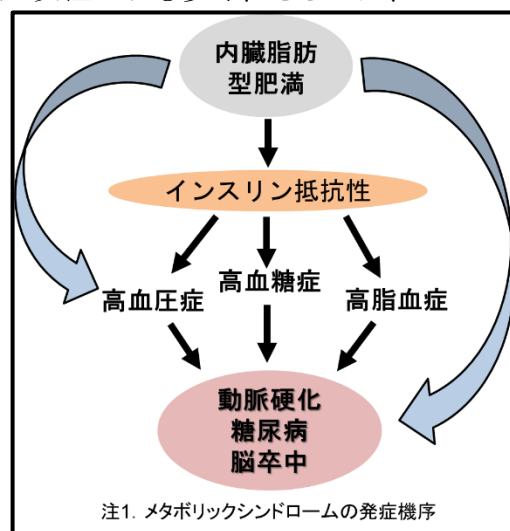 内臓脂肪
型肥満
インスリン抵抗性
高血圧症
高血糖症
高脂血症
動脈硬化
糖尿病
脳卒中
注1. メタボリックシンドロームの発症機序